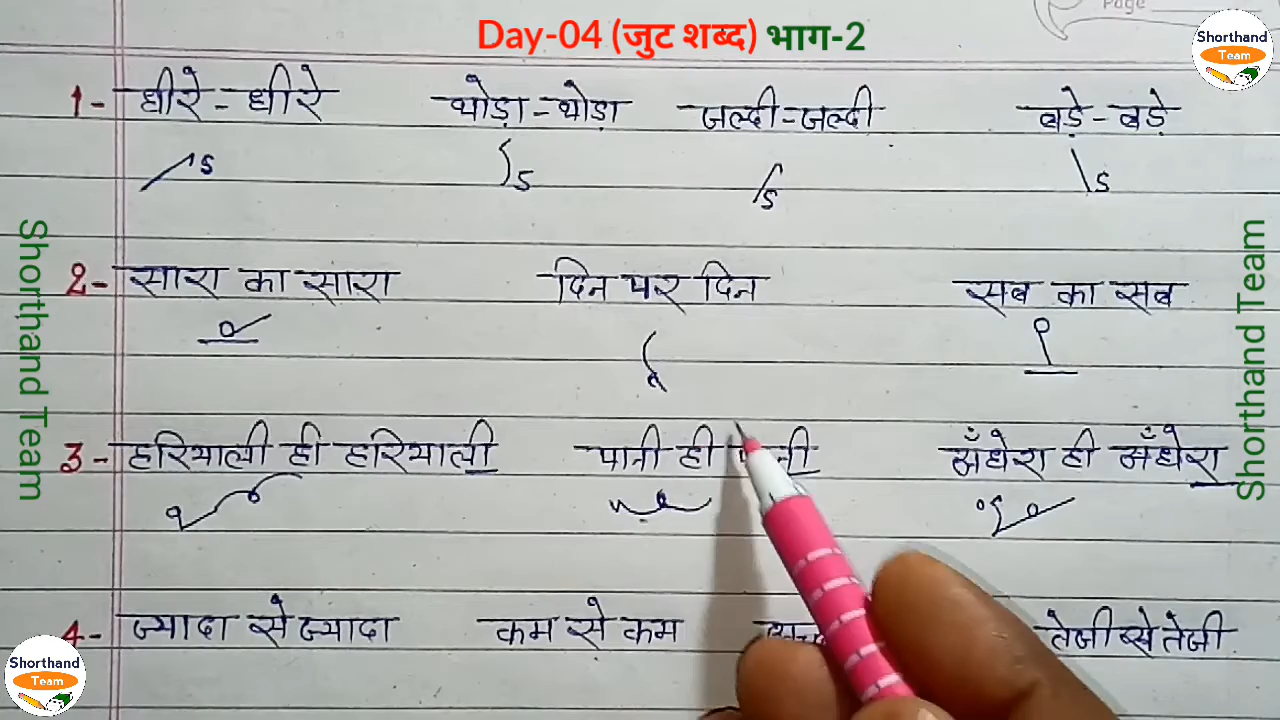 Page
Day-04 (जुट शब्द) भाग-2
Shorthand Team
1- धीरे-धीरे थोड़ा-थोड़ा जल्दी-जल्दी बड़े-बड़े
2- सारा का सारा दिन पर दिन सब का सब
Shorthand Team
Shorthand Team
3- हरियाली ही हरियाली पानी ही अँधेरा ही अँधेरा
4- ज्यादा से ज्यादा कम से कम तेजी से तेजी
Shorthand Team